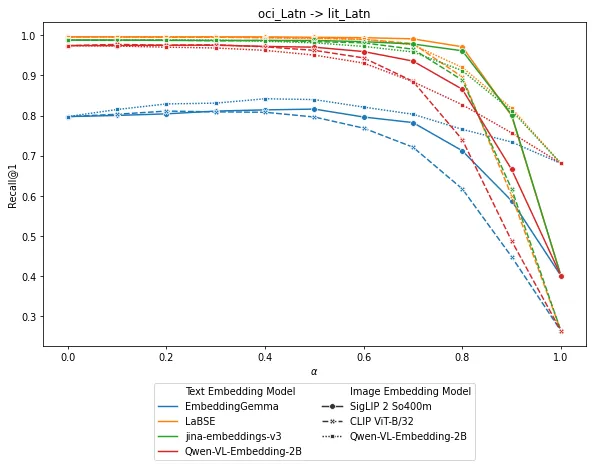 oci_Latn -> lit_Latn
Recall@1
1.0
0.9
0.8
0.7
0.6
0.5
0.4
0.3
0.0 0.2 0.4 0.6 0.8 1.0
α
Text Embedding Model Image Embedding Model
EmbeddingGemma SigLIP 2 So400m
LaBSE CLIP ViT-B/32
jina-embeddings-v3 Qwen-VL-Embedding-2B
Qwen-VL-Embedding-2B